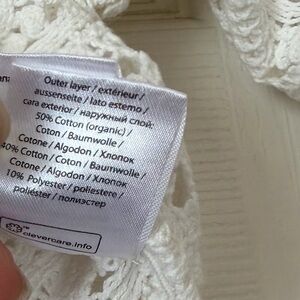 Outer layer / extérieur /
aussenseite / lato esterno /
cara exterior / наружный слой:
50% Cotton (organic) /
Coton / Baumwolle /
Cotone / Algodon / Хлопок
40% Cotton / Coton / Baumwolle /
Cotone / Algodon / Хлопок
10% Polyester / poliestere /
poliéster / полиэстер
clevercare.info